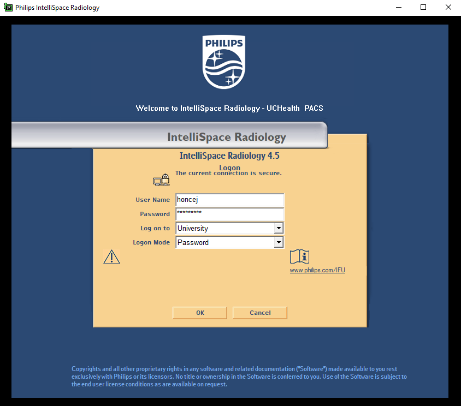 Philips IntelliSpace Radiology
PHILIPS
Welcome to IntelliSpace Radiology - UCHealth PACS
IntelliSpace Radiology
IntelliSpace Radiology 4.5
Logon
The current connection is secure.
User Name honcej
Password ********
Log on to University
Logon Mode Password
www.philips.com/IFU
OK Cancel
Copyrights and all other proprietary rights in any software and related documentation ("Software") made available to you rest
exclusively with Philips or its licensors. No title or ownership in the Software is conferred to you. Use of the Software is subject to
the end user license conditions as are available on request.